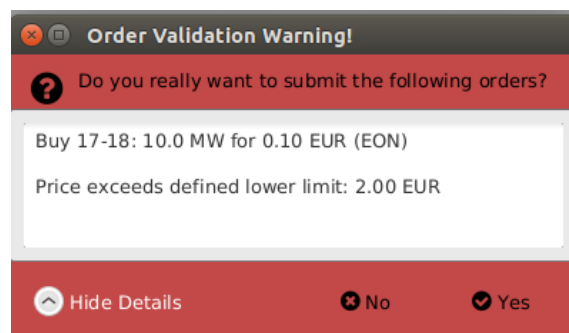 Order Validation Warning!
Do you really want to submit the following orders?
Buy 17-18: 10.0 MW for 0.10 EUR (EON)
Price exceeds defined lower limit: 2.00 EUR
Hide Details No Yes